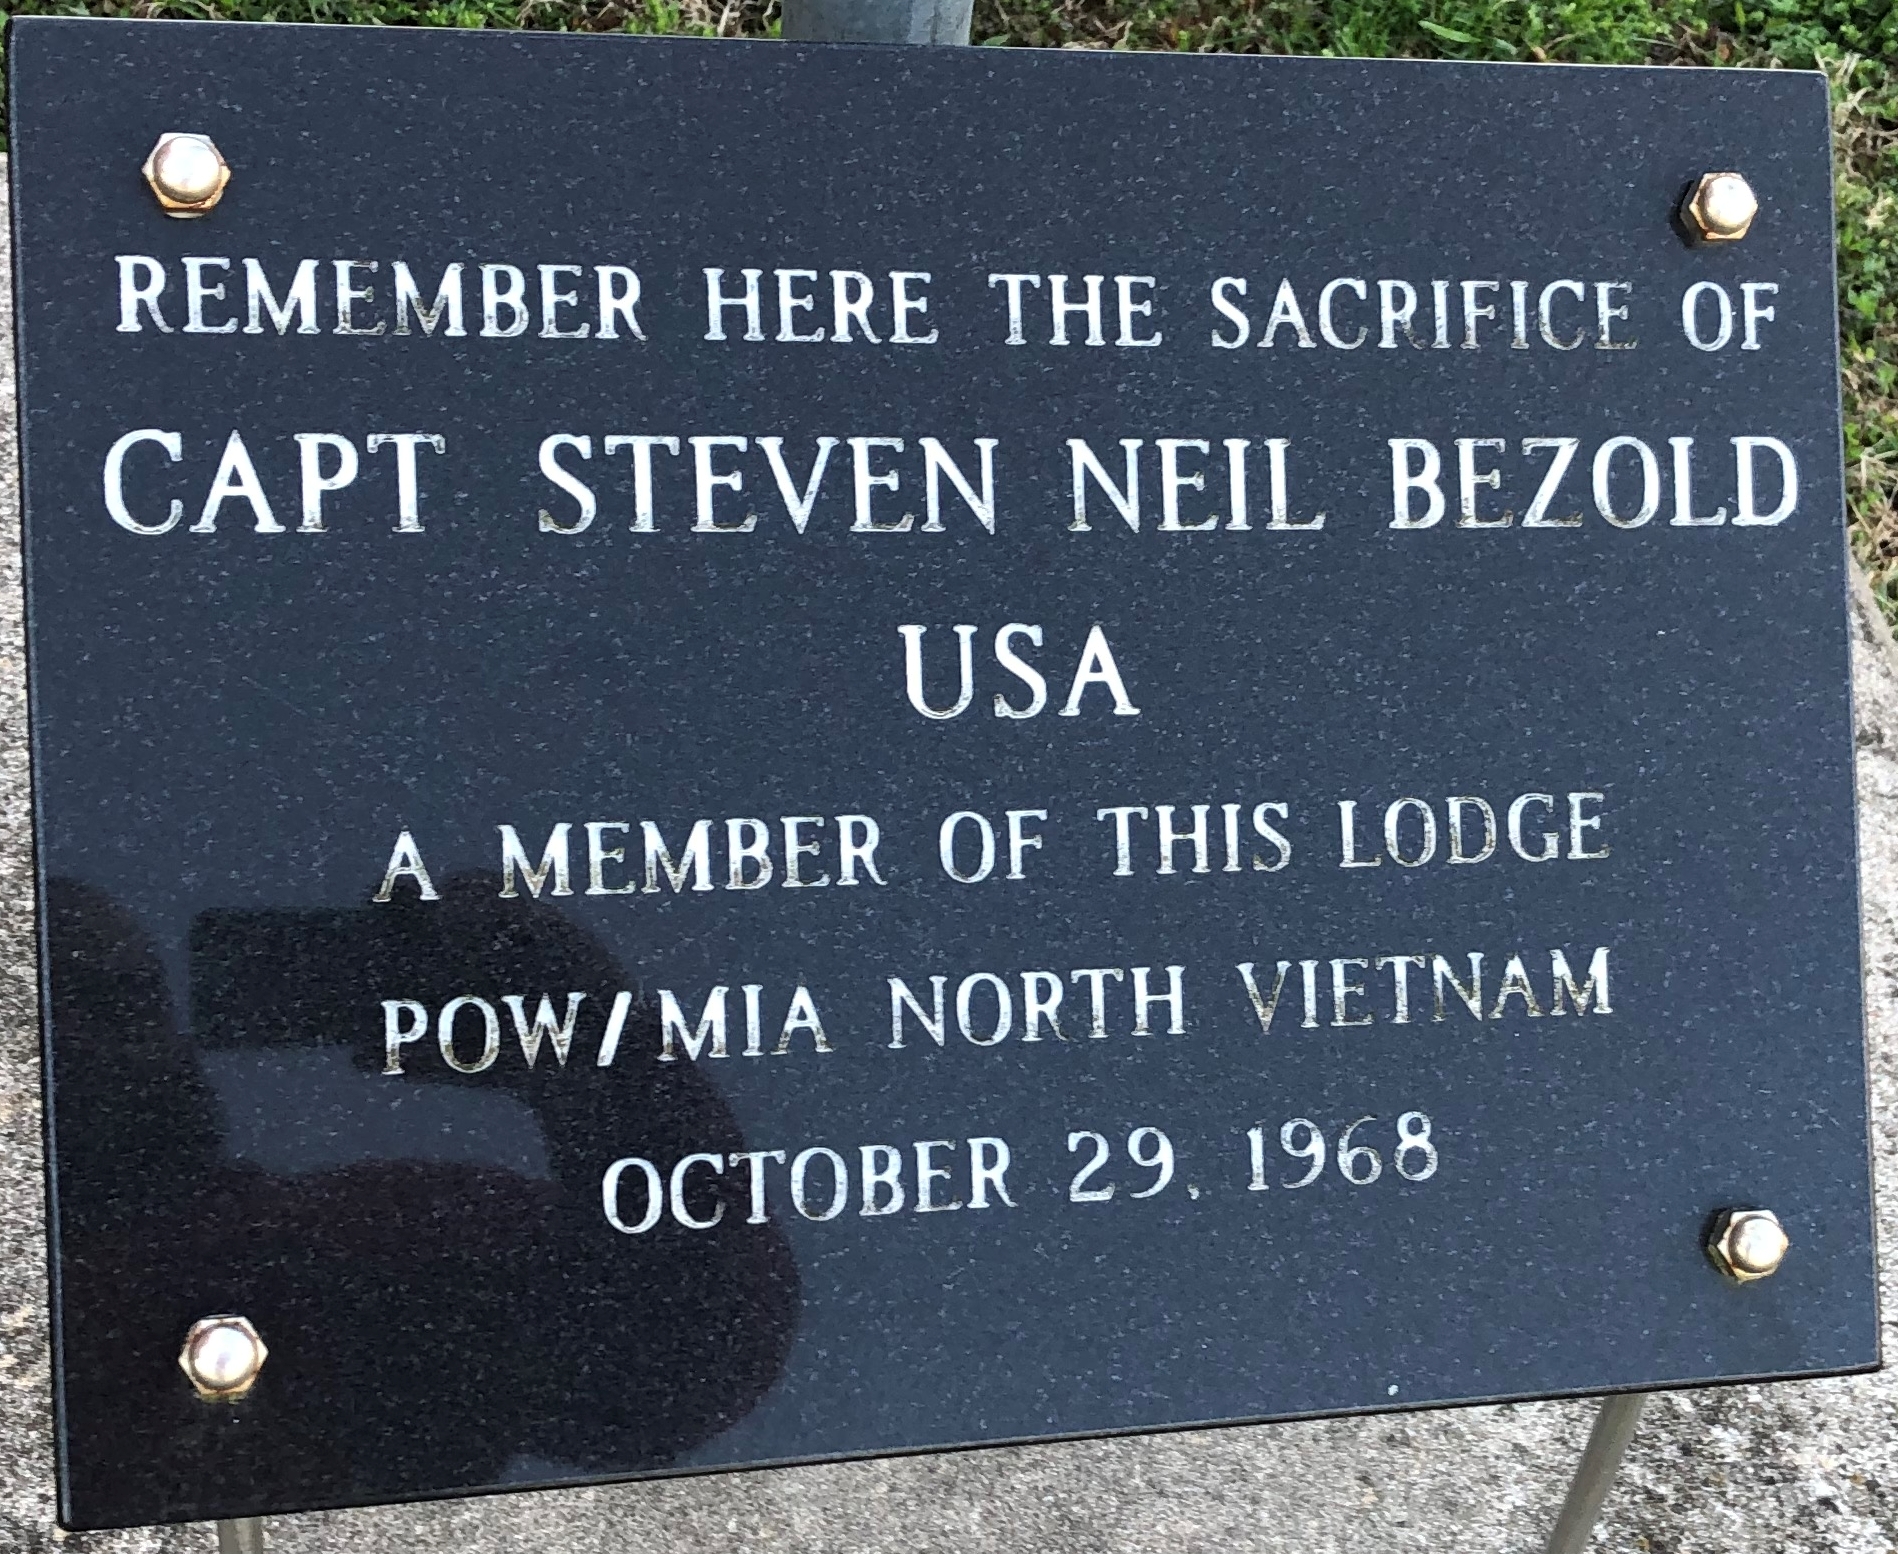 REMEMBER HERE THE SACRIFICE OF
CAPT STEVEN NEIL BEZOLD
USA
A MEMBER OF THIS LODGE
POW/MIA NORTH VIETNAM
OCTOBER 29, 1968